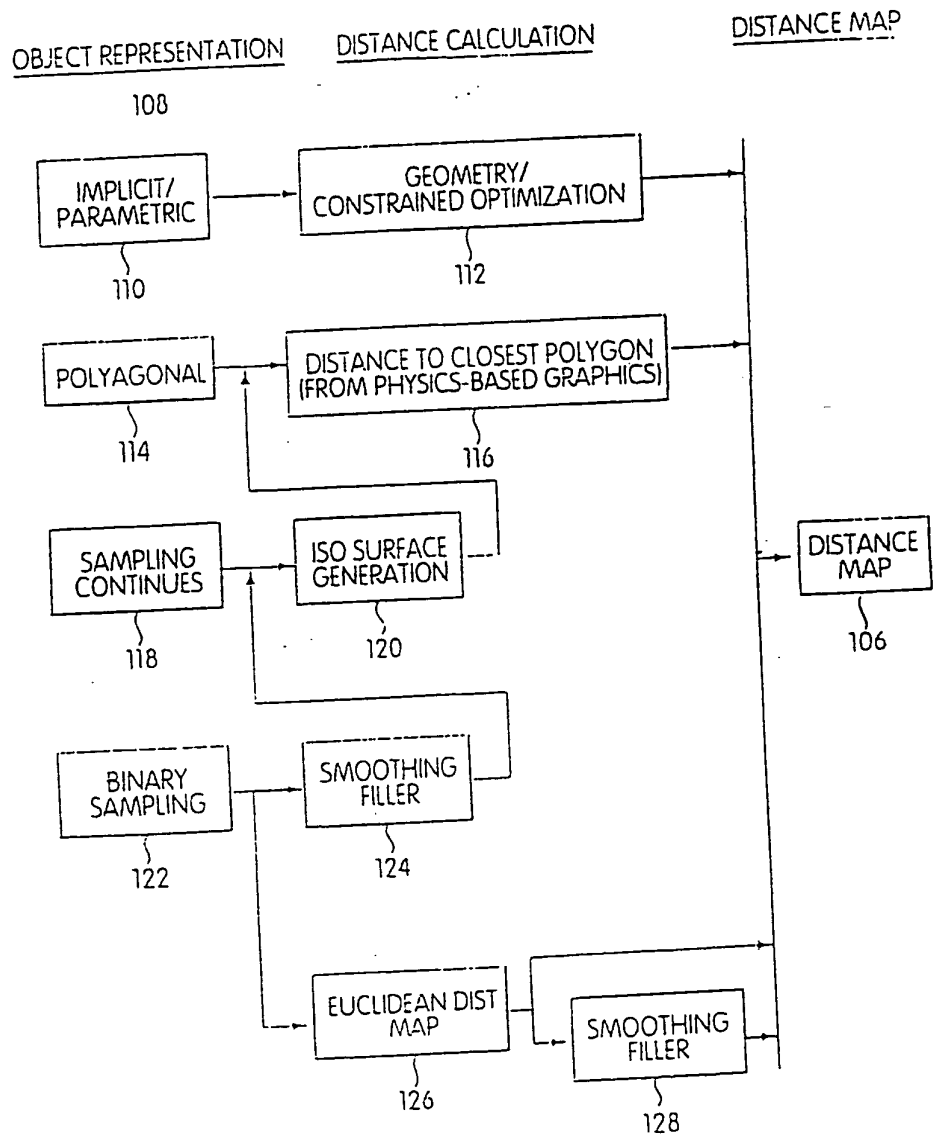 OBJECT REPRESENTATION
DISTANCE CALCULATION
DISTANCE MAP
108
IMPLICIT/
PARAMETRIC
110
GEOMETRY/
CONSTRAINED OPTIMIZATION
112
POLYAGONAL
114
DISTANCE TO CLOSEST POLYGON
(FROM PHYSICS-BASED GRAPHICS)
116
SAMPLING
CONTINUES
118
ISO SURFACE
GENERATION
120
DISTANCE
MAP
106
BINARY
SAMPLING
122
SMOOTHING
FILLER
124
EUCLIDEAN DIST
MAP
126
SMOOTHING
FILLER
128